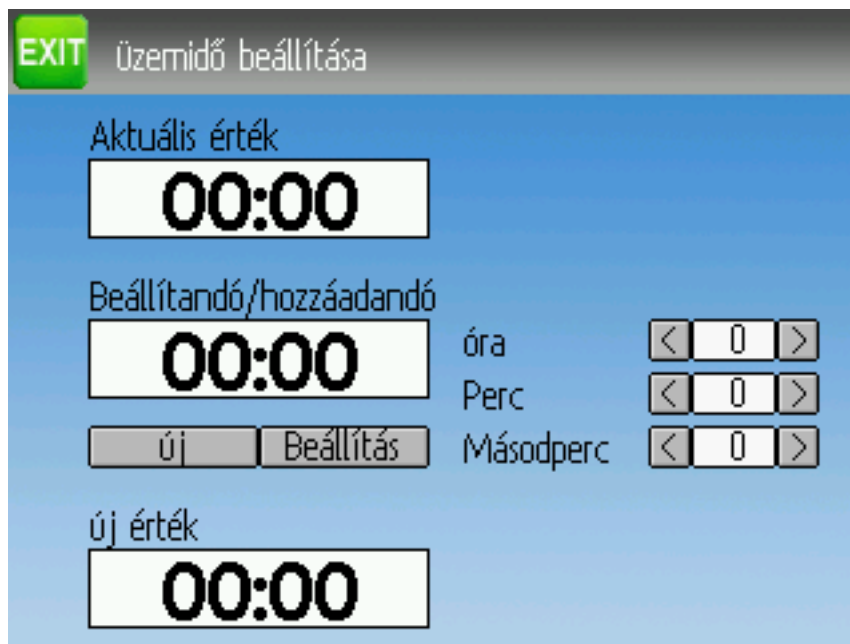 EXIT üzemidő beállítása
Aktuális érték
00:00
Beállítandó/hozzáadandó
00:00
óra < 0 >
Perc < 0 >
Másodperc < 0 >
új Beállítás
új érték
00:00